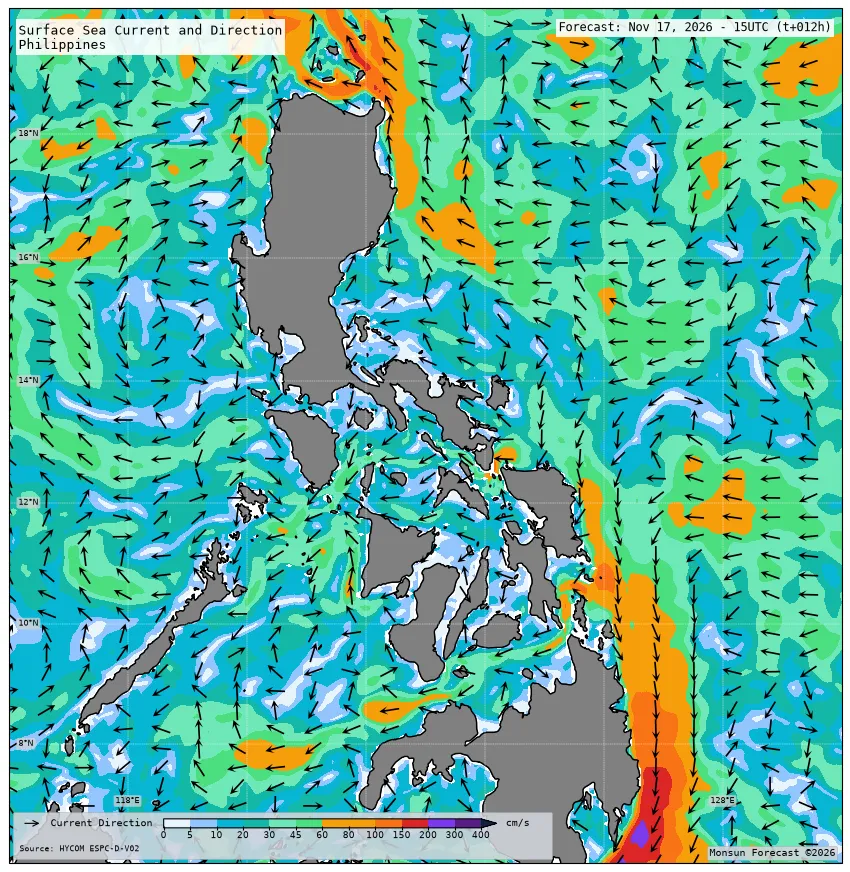 Surface Sea Current and Direction
Philippines
Forecast: Nov 17, 2026 - 15UTC (t+012h)
18°N
16°N
14°N
12°N
10°N
8°N
118°E
128°E
Current Direction
cm/s
0 5 10 20 30 45 60 80 100 150 200 300 400
Source: HYCOM ESPC-D-V02
Monsun Forecast ©2026